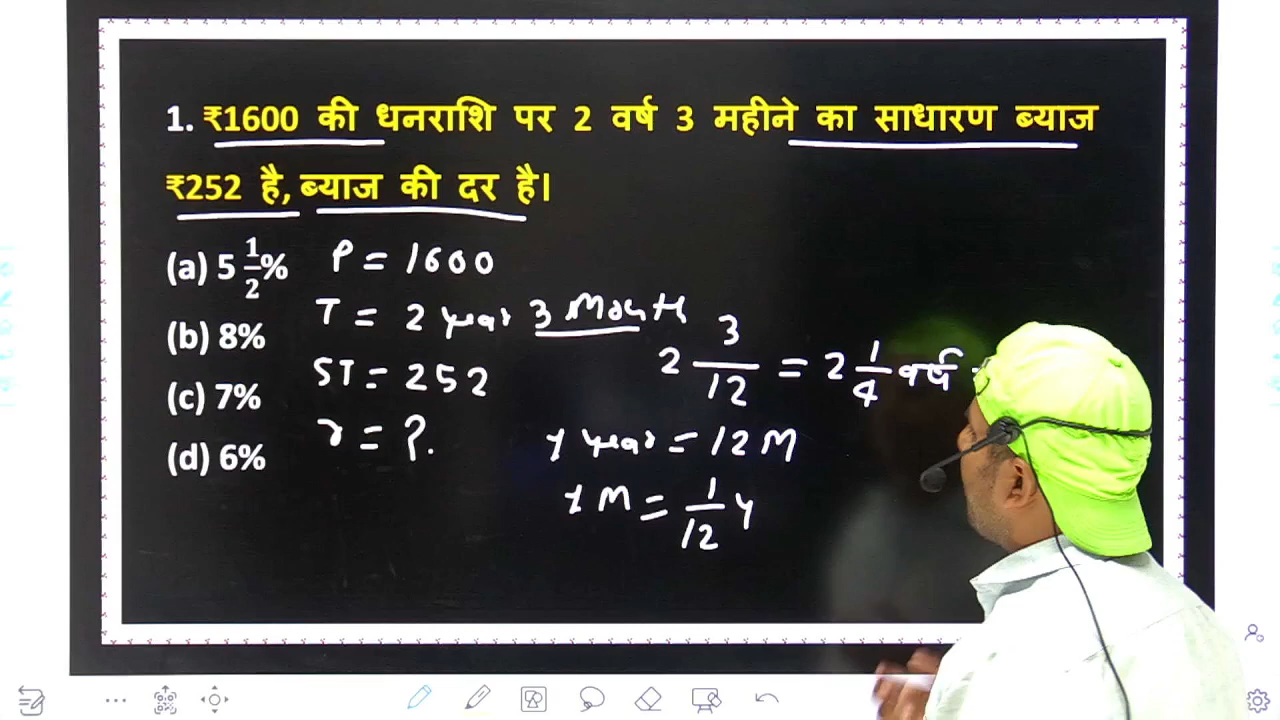 1. ₹1600 की धनराशि पर 2 वर्ष 3 महीने का साधारण ब्याज
₹252 है, ब्याज की दर है।
(a) 5 1/2%
(b) 8%
(c) 7%
(d) 6%
P = 1600
T = 2 year 3 Month
SI = 252
r = ?.
2 3/12 = 2 1/4 वर्ष
1 year = 12 M
1 M = 1/12 y